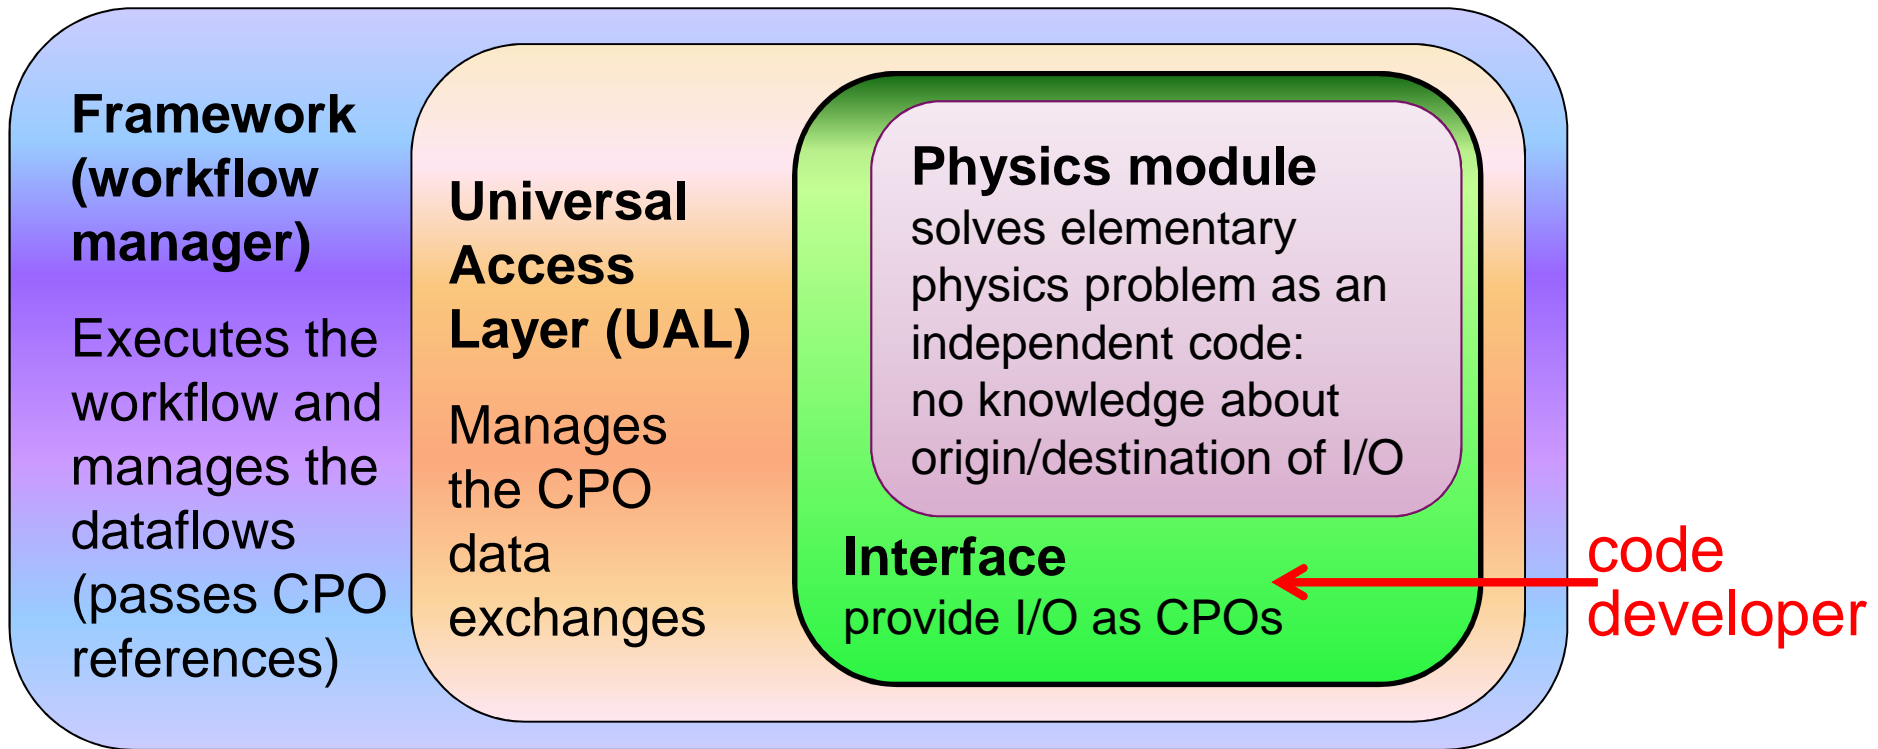 Framework
(workflow
manager)
Executes the
workflow and
manages the
dataflows
(passes CPO
references)
Universal
Access
Layer (UAL)
Manages
the CPO
data
exchanges
Physics module
solves elementary
physics problem as an
independent code:
no knowledge about
origin/destination of I/O
Interface
provide I/O as CPOs
code
developer